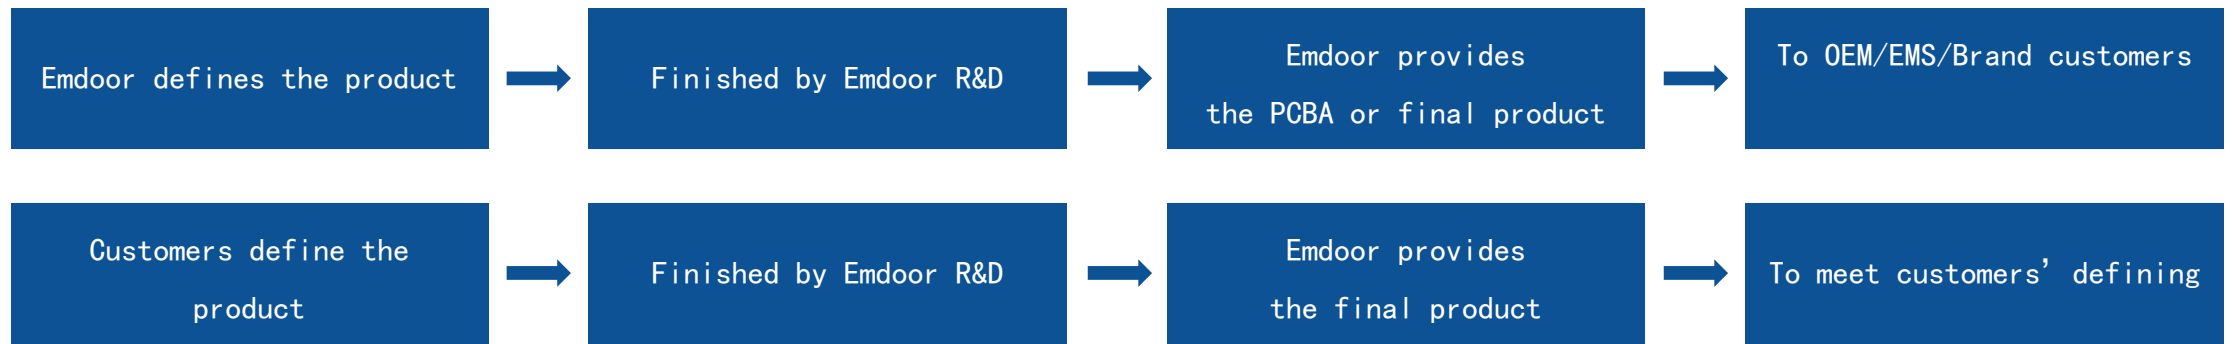 Emdoor defines the product
Finished by Emdoor R&D
Emdoor provides
the PCBA or final product
To OEM/EMS/Brand customers
Customers define the
product
Finished by Emdoor R&D
Emdoor provides
the final product
To meet customers’ defining